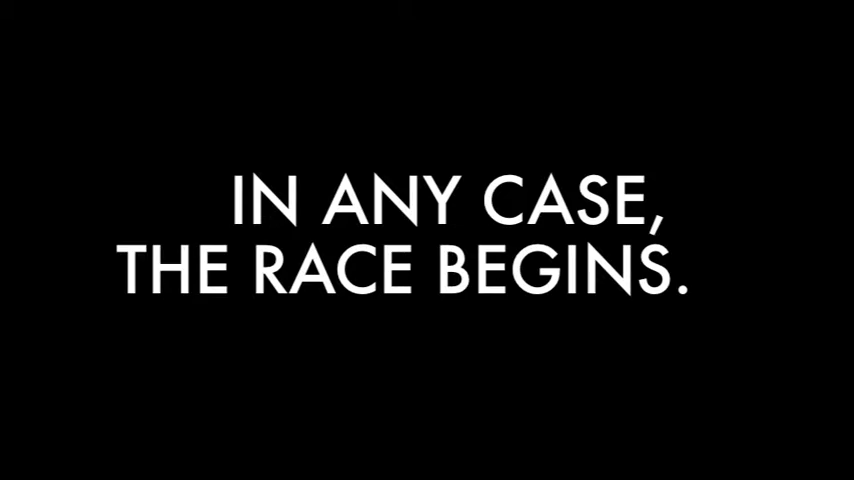 IN ANY CASE,
THE RACE BEGINS.